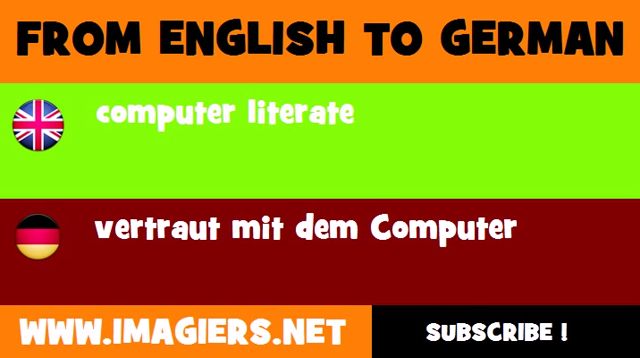 FROM ENGLISH TO GERMAN
computer literate
vertraut mit dem Computer
WWW.IMAGIERS.NET
SUBSCRIBE !